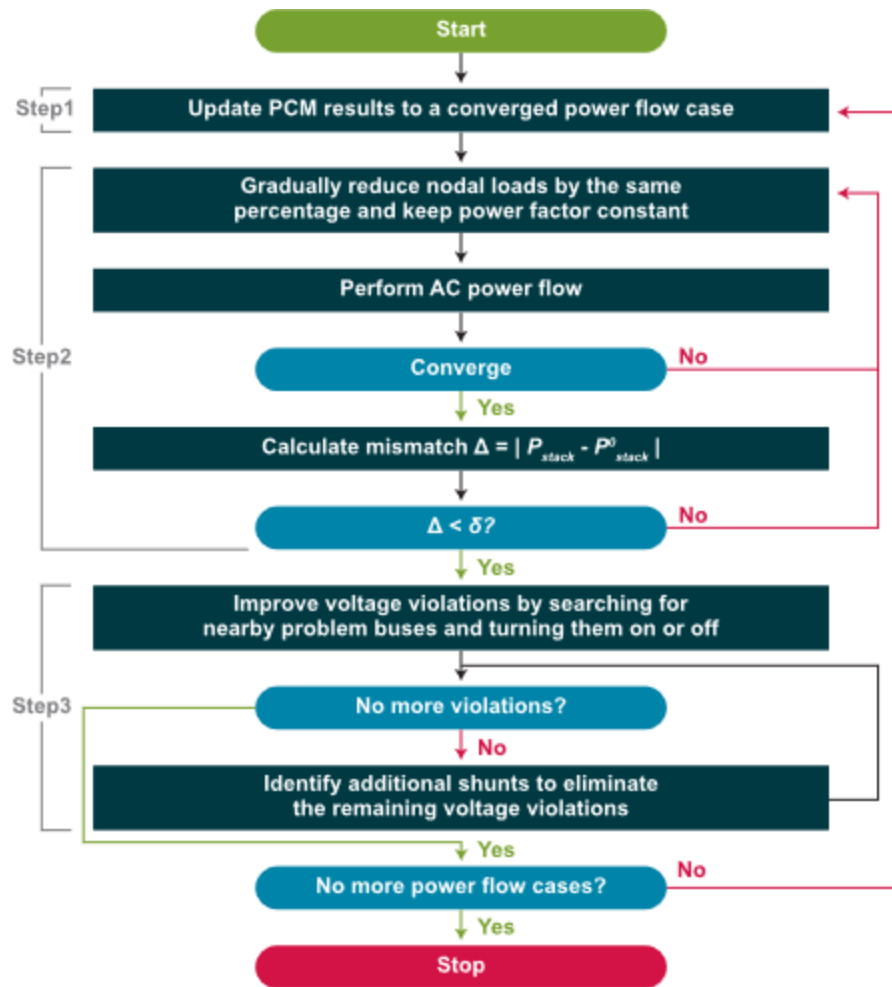 Start
Step1
Update PCM results to a converged power flow case
Gradually reduce nodal loads by the same
percentage and keep power factor constant
Perform AC power flow
Step2
Converge
No
Yes
Calculate mismatch Δ = | P_stack - P⁰_stack |
Δ < δ?
No
Yes
Improve voltage violations by searching for
nearby problem buses and turning them on or off
Step3
No more violations?
No
Identify additional shunts to eliminate
the remaining voltage violations
Yes
No more power flow cases?
No
Yes
Stop